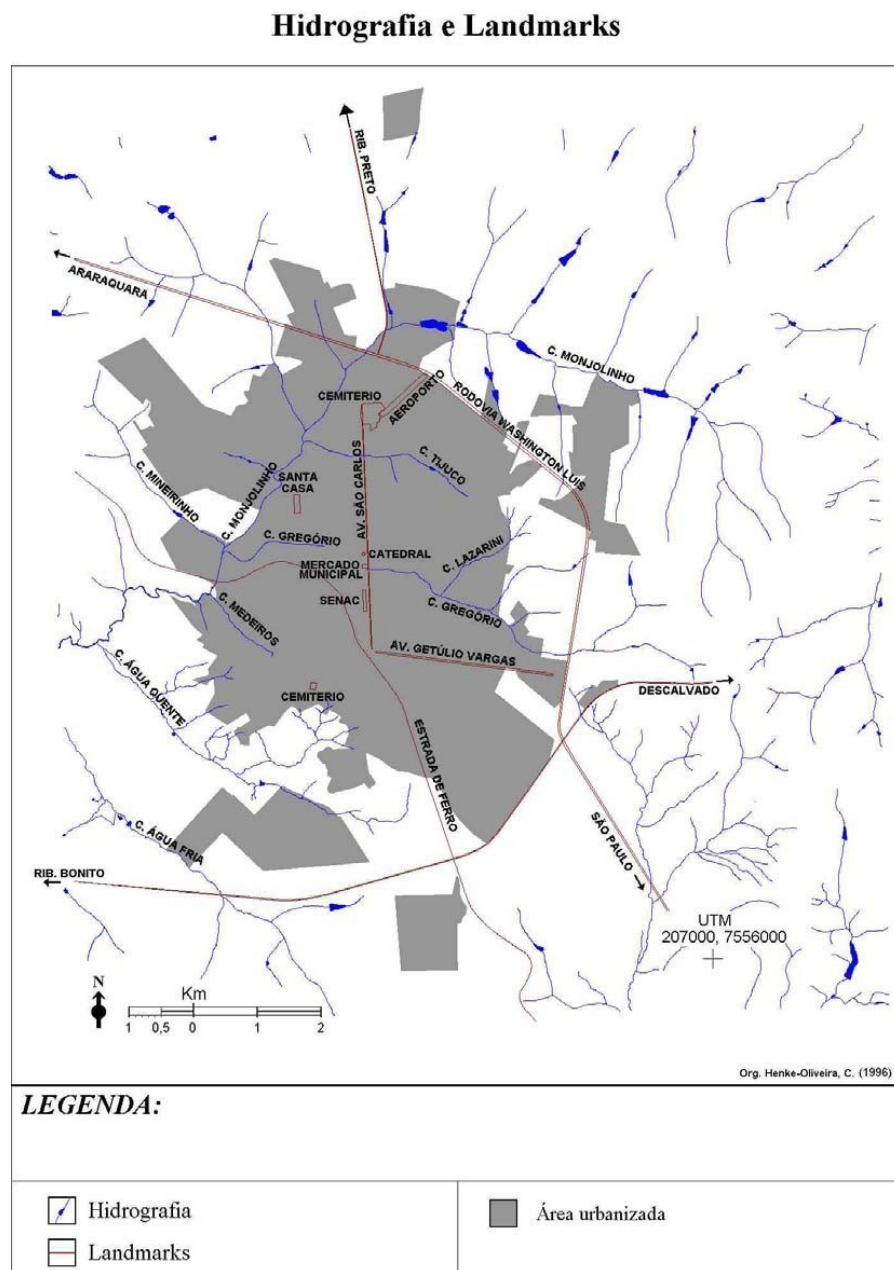 Hidrografia e Landmarks
RIB. PRETO
ARARAQUARA
C. MONJOLINHO
CEMITERIO
AEROPORTO
RODOVIA WASHINGTON LUIS
C. TIJUCO
AV. SÃO CARLOS
C. MINEIRINHO
C. MONJOLINHO
SANTA
CASA
C. GREGÓRIO
CATEDRAL
MERCADO
MUNICIPAL
C. LAZARINI
SENAC
C. GREGÓRIO
C. MEDEIROS
AV. GETÚLIO VARGAS
C. ÁGUA QUENTE
CEMITERIO
DESCALVADO
ESTRADA DE FERRO
C. ÁGUA FRIA
SÃO PAULO
RIB. BONITO
UTM
207000, 7556000
N
Km
1 0,5 0 1 2
Org. Henke-Oliveira, C. (1996)
LEGENDA:
Hidrografia
Área urbanizada
Landmarks